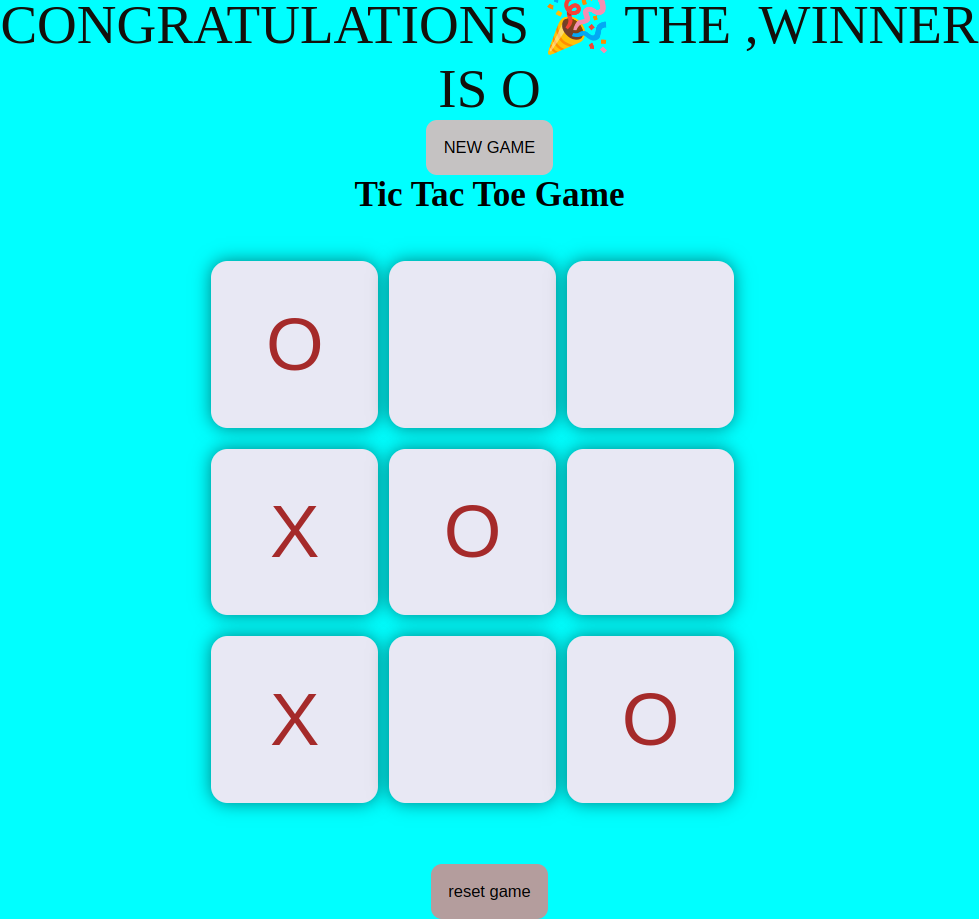 CONGRATULATIONS 🎉 THE ,WINNER
IS O
NEW GAME
Tic Tac Toe Game
O
X O
X O
reset game